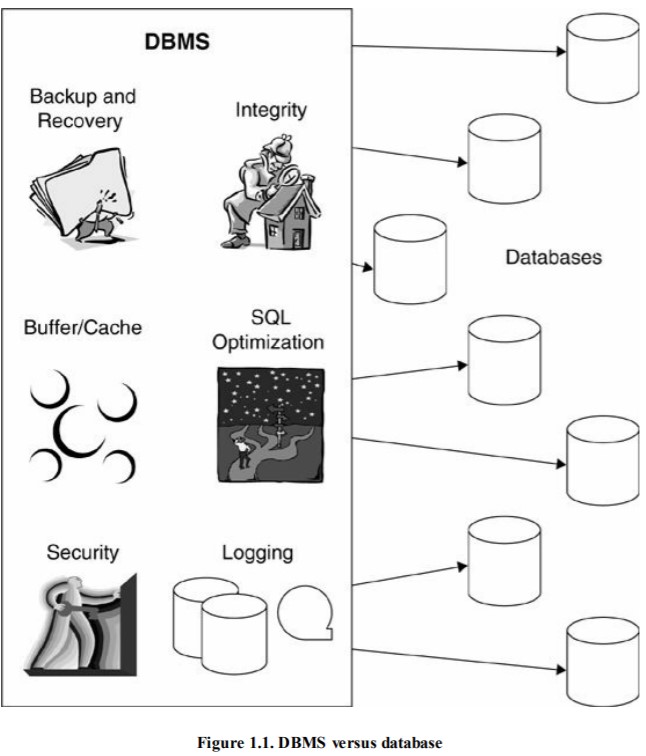 DBMS
Backup and
Recovery
Integrity
Databases
Buffer/Cache
SQL
Optimization
Security
Logging
Figure 1.1. DBMS versus database